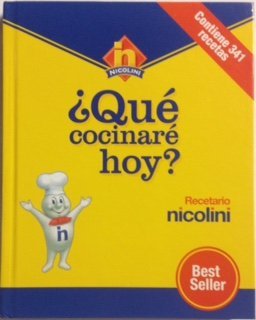 Contiene 341
recetas
n
NICOLINI
¿Qué
cocinaré
hoy?
Recetario
nicolini
n
Best
Seller